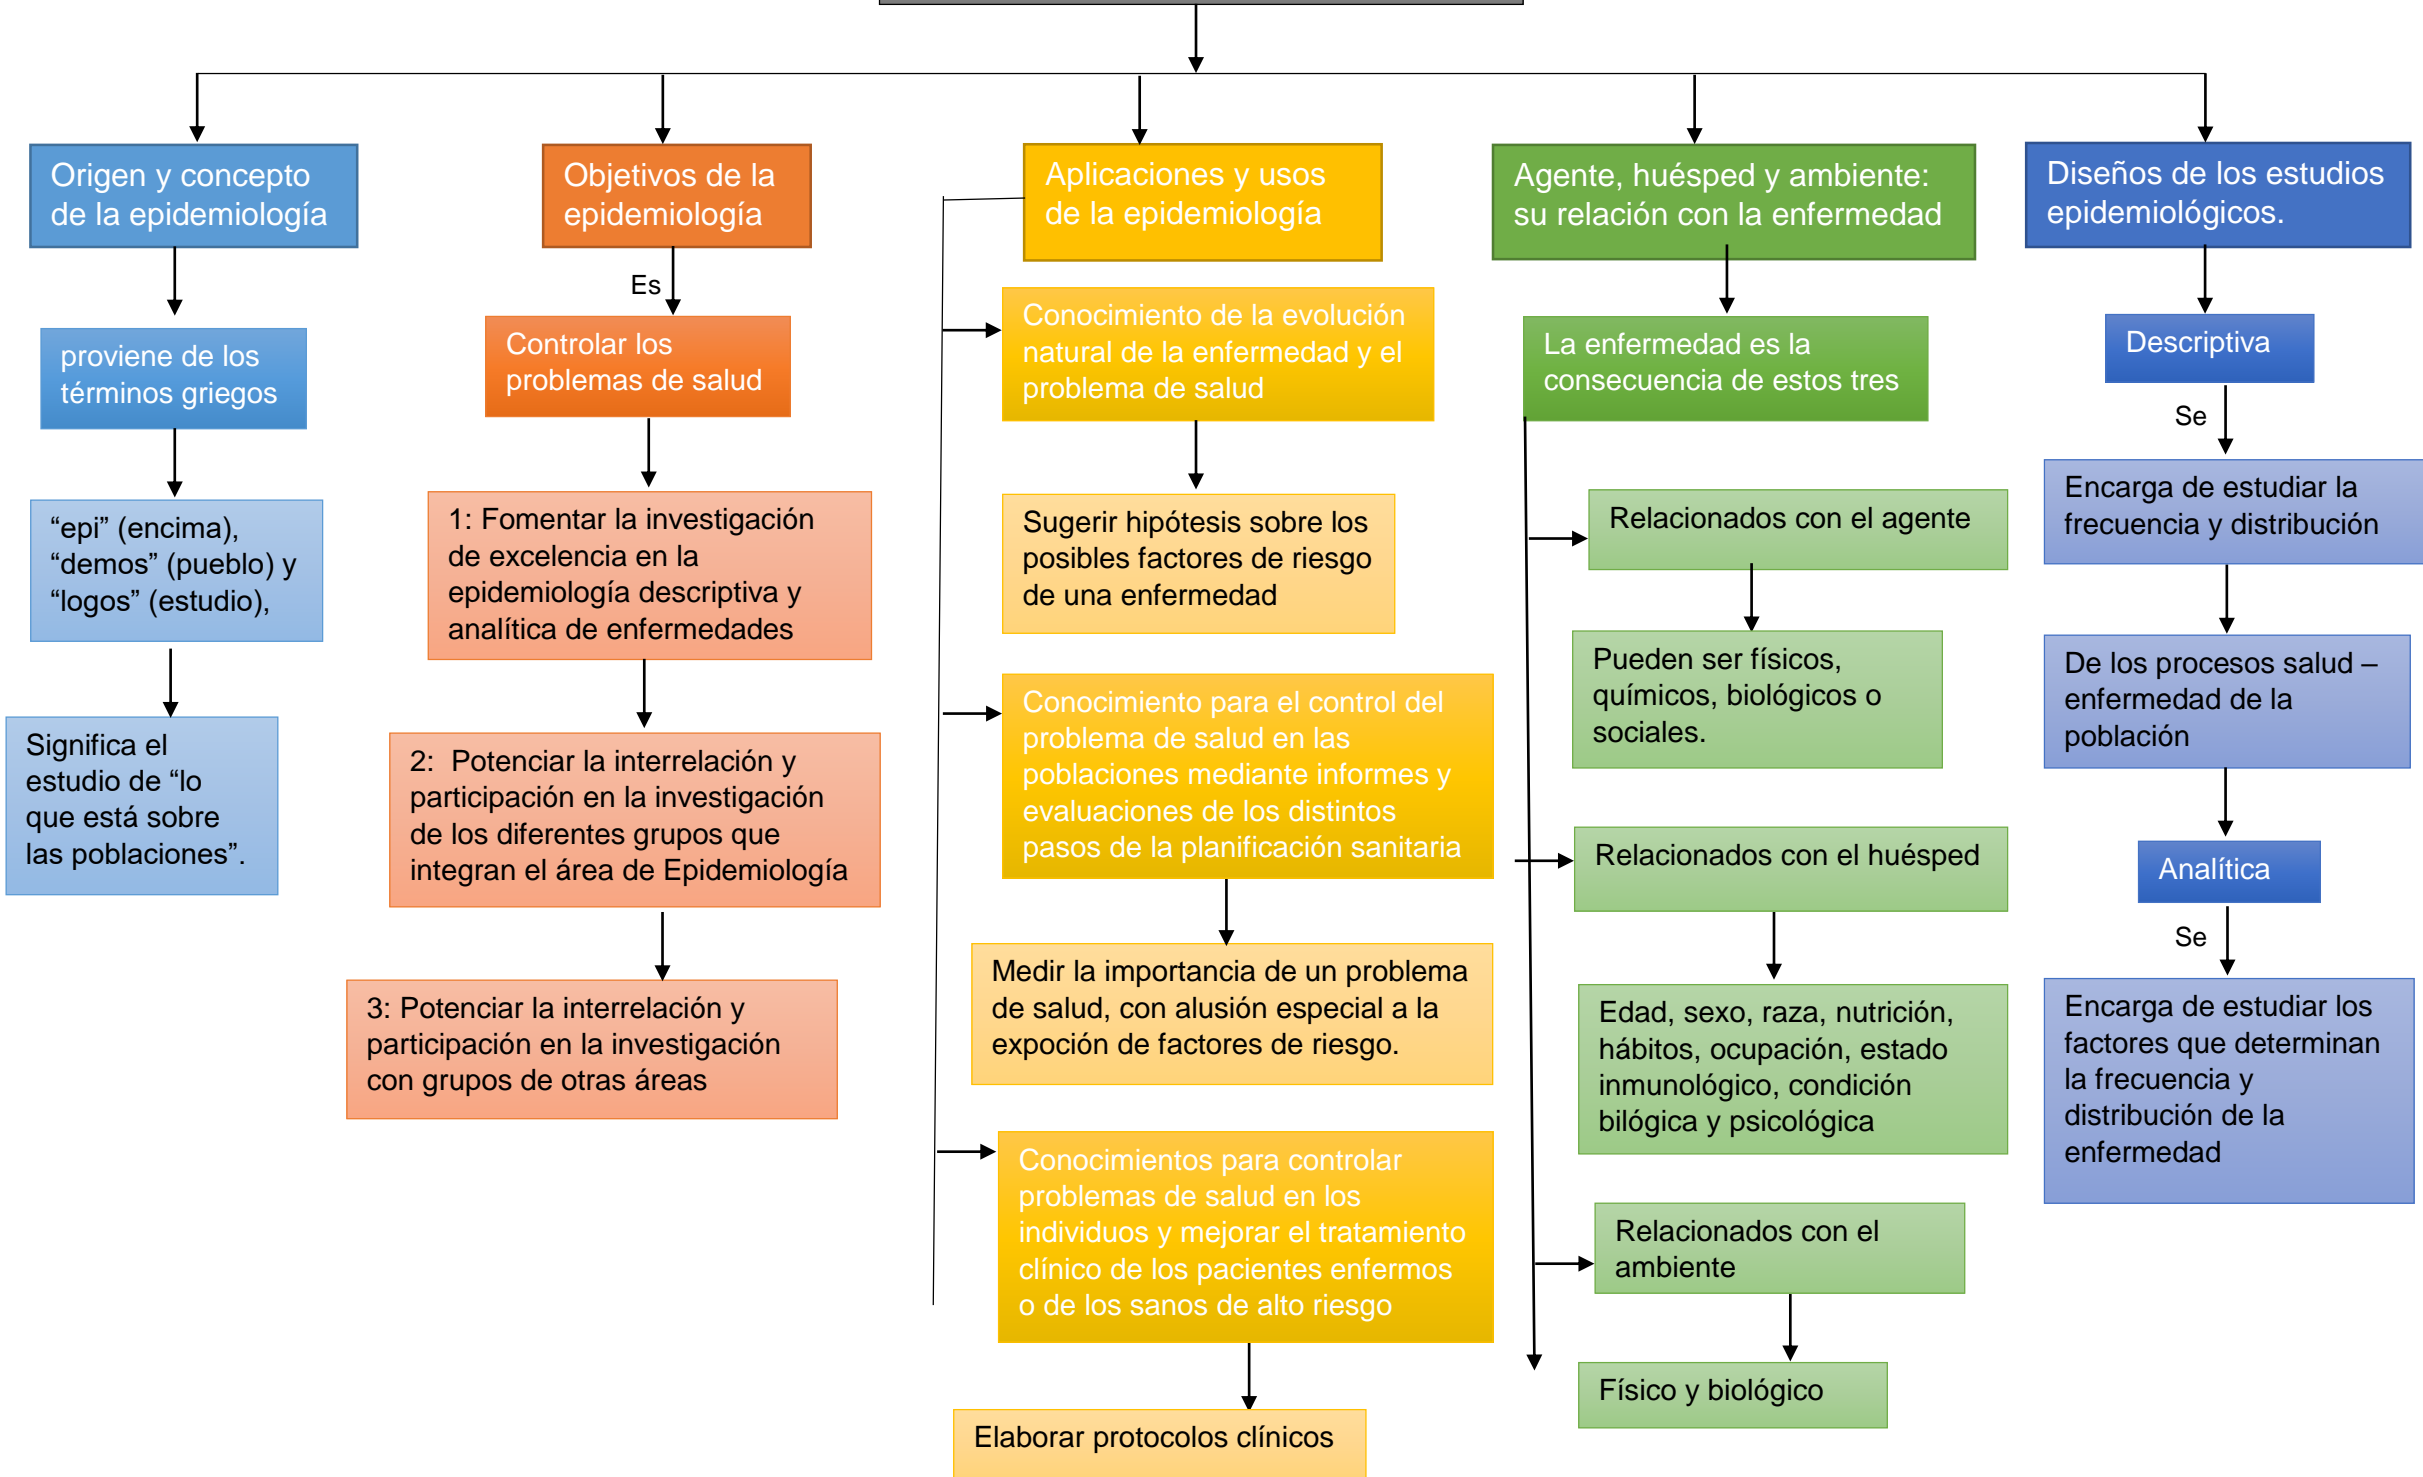 Origen y concepto
de la epidemiología
proviene de los
términos griegos
“epi” (encima),
“demos” (pueblo) y
“logos” (estudio),
Significa el
estudio de “lo
que está sobre
las poblaciones”.
Objetivos de la
epidemiología
Es
Controlar los
problemas de salud
1: Fomentar la investigación
de excelencia en la
epidemiología descriptiva y
analítica de enfermedades
2:  Potenciar la interrelación y
participación en la investigación
de los diferentes grupos que
integran el área de Epidemiología
3: Potenciar la interrelación y
participación en la investigación
con grupos de otras áreas
Aplicaciones y usos
de la epidemiología
Conocimiento de la evolución
natural de la enfermedad y el
problema de salud
Sugerir hipótesis sobre los
posibles factores de riesgo
de una enfermedad
Conocimiento para el control del
problema de salud en las
poblaciones mediante informes y
evaluaciones de los distintos
pasos de la planificación sanitaria
Medir la importancia de un problema
de salud, con alusión especial a la
expoción de factores de riesgo.
Conocimientos para controlar
problemas de salud en los
individuos y mejorar el tratamiento
clínico de los pacientes enfermos
o de los sanos de alto riesgo
Elaborar protocolos clínicos
Agente, huésped y ambiente:
su relación con la enfermedad
La enfermedad es la
consecuencia de estos tres
Relacionados con el agente
Pueden ser físicos,
químicos, biológicos o
sociales.
Relacionados con el huésped
Edad, sexo, raza, nutrición,
hábitos, ocupación, estado
inmunológico, condición
bilógica y psicológica
Relacionados con el
ambiente
Físico y biológico
Diseños de los estudios
epidemiológicos.
Descriptiva
Se
Encarga de estudiar la
frecuencia y distribución
De los procesos salud –
enfermedad de la
población
Analítica
Se
Encarga de estudiar los
factores que determinan
la frecuencia y
distribución de la
enfermedad